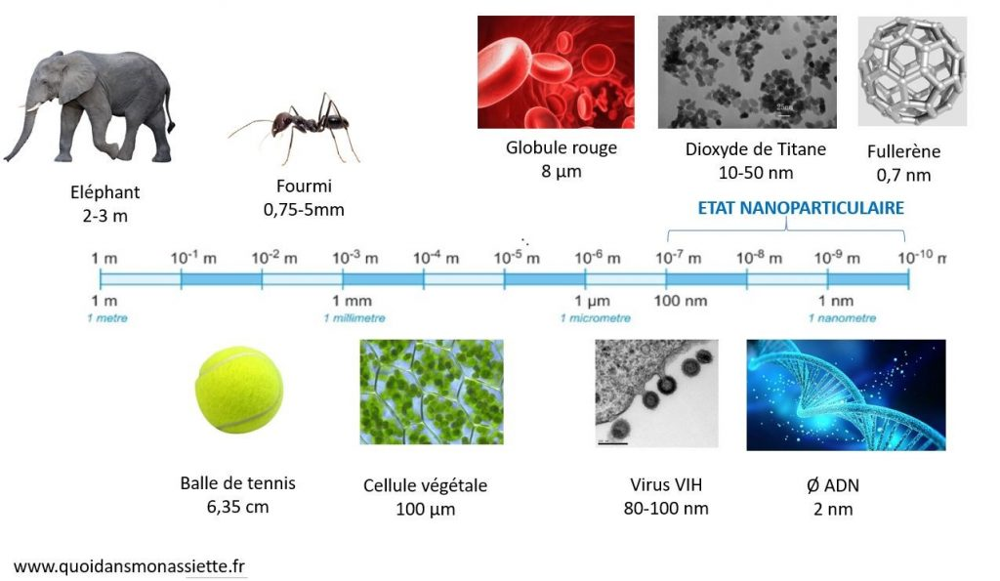 Globule rouge
8 µm
25nm
Dioxyde de Titane
10-50 nm
Fullerène
0,7 nm
Eléphant
2-3 m
Fourmi
0,75-5mm
ETAT NANOPARTICULAIRE
1 m 10⁻¹ m 10⁻² m 10⁻³ m 10⁻⁴ m 10⁻⁵ m 10⁻⁶ m 10⁻⁷ m 10⁻⁸ m 10⁻⁹ m 10⁻¹⁰ m
1 m 1 mm 1 µm 100 nm 1 nm
1 metre 1 millimetre 1 micrometre 1 nanometre
Balle de tennis
6,35 cm
Cellule végétale
100 µm
Virus VIH
80-100 nm
Ø ADN
2 nm
www.quoidansmonassiette.fr